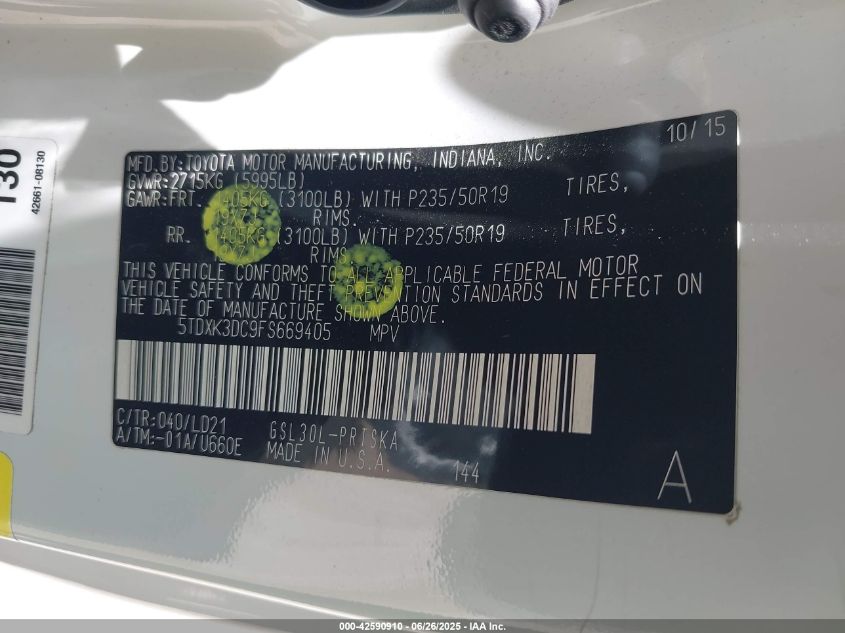 10/15
MFD.BY:TOYOTA MOTOR MANUFACTURING, INDIANA, INC.
GVWR:2715KG (5995LB)
GAWR:FRT. 1405KG (3100LB) WITH P235/50R19 TIRES,
19X7J RIMS.
RR. 1405KG (3100LB) WITH P235/50R19 TIRES,
RIMS.
THIS VEHICLE CONFORMS TO ALL APPLICABLE FEDERAL MOTOR
VEHICLE SAFETY AND THEFT PREVENTION STANDARDS IN EFFECT ON
THE DATE OF MANUFACTURE SHOWN ABOVE.
5TDXK3DC9FS669405 MPV
C/TR:040/LD21 GSL30L-PRTSKA
A/TM:-01A/U660E MADE IN U.S.A.
144
A
130
42661-08130
000-42590910 - 06/26/2025 - IAA Inc.